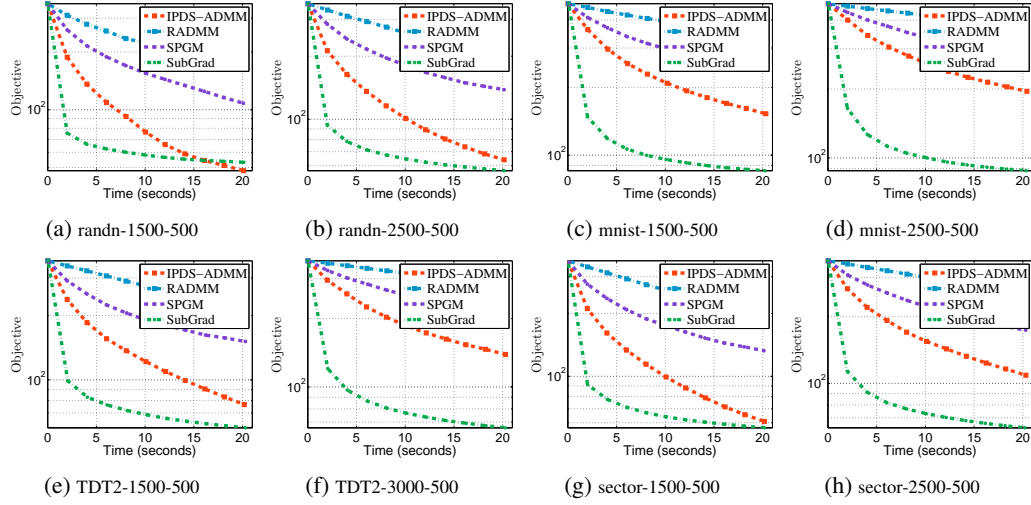 IPDS-ADMM
RADMM
SPGM
SubGrad
Objective
10²
0 5 10 15 20
Time (seconds)
(a) randn-1500-500
IPDS-ADMM
RADMM
SPGM
SubGrad
Objective
10²
0 5 10 15 20
Time (seconds)
(b) randn-2500-500
IPDS-ADMM
RADMM
SPGM
SubGrad
Objective
10²
0 5 10 15 20
Time (seconds)
(c) mnist-1500-500
IPDS-ADMM
RADMM
SPGM
SubGrad
Objective
10²
0 5 10 15 20
Time (seconds)
(d) mnist-2500-500
IPDS-ADMM
RADMM
SPGM
SubGrad
Objective
10²
0 5 10 15 20
Time (seconds)
(e) TDT2-1500-500
IPDS-ADMM
RADMM
SPGM
SubGrad
Objective
10²
0 5 10 15 20
Time (seconds)
(f) TDT2-3000-500
IPDS-ADMM
RADMM
SPGM
SubGrad
Objective
10²
0 5 10 15 20
Time (seconds)
(g) sector-1500-500
IPDS-ADMM
RADMM
SPGM
SubGrad
Objective
10²
0 5 10 15 20
Time (seconds)
(h) sector-2500-500